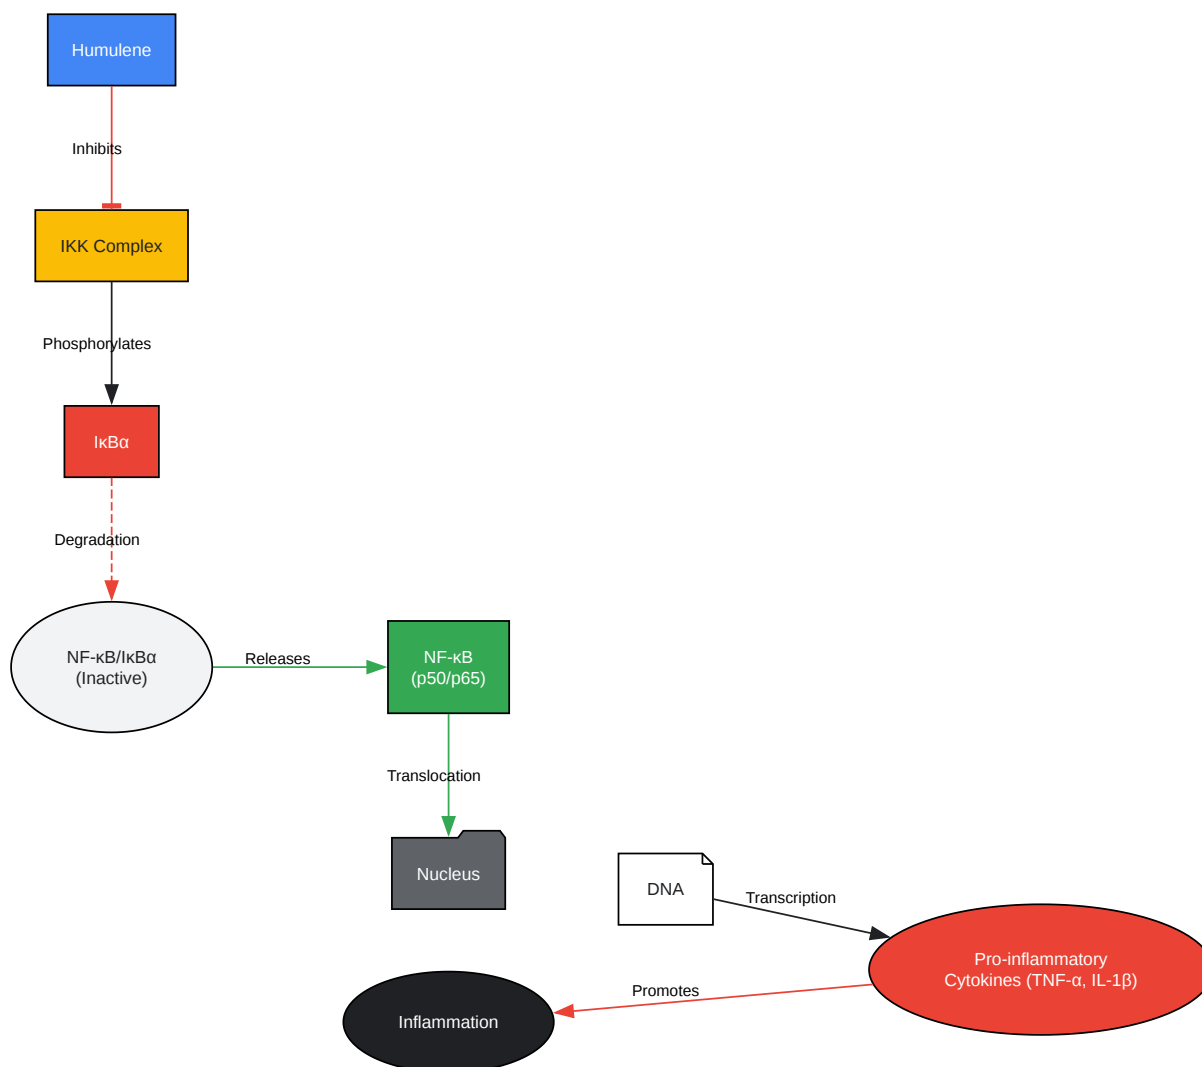 Humulene
Inhibits
IKK Complex
Phosphorylates
IκBα
Degradation
NF-κB/IκBα
(Inactive)
Releases
NF-κB
(p50/p65)
Translocation
Nucleus
DNA
Transcription
Pro-inflammatory
Cytokines (TNF-α, IL-1β)
Promotes
Inflammation